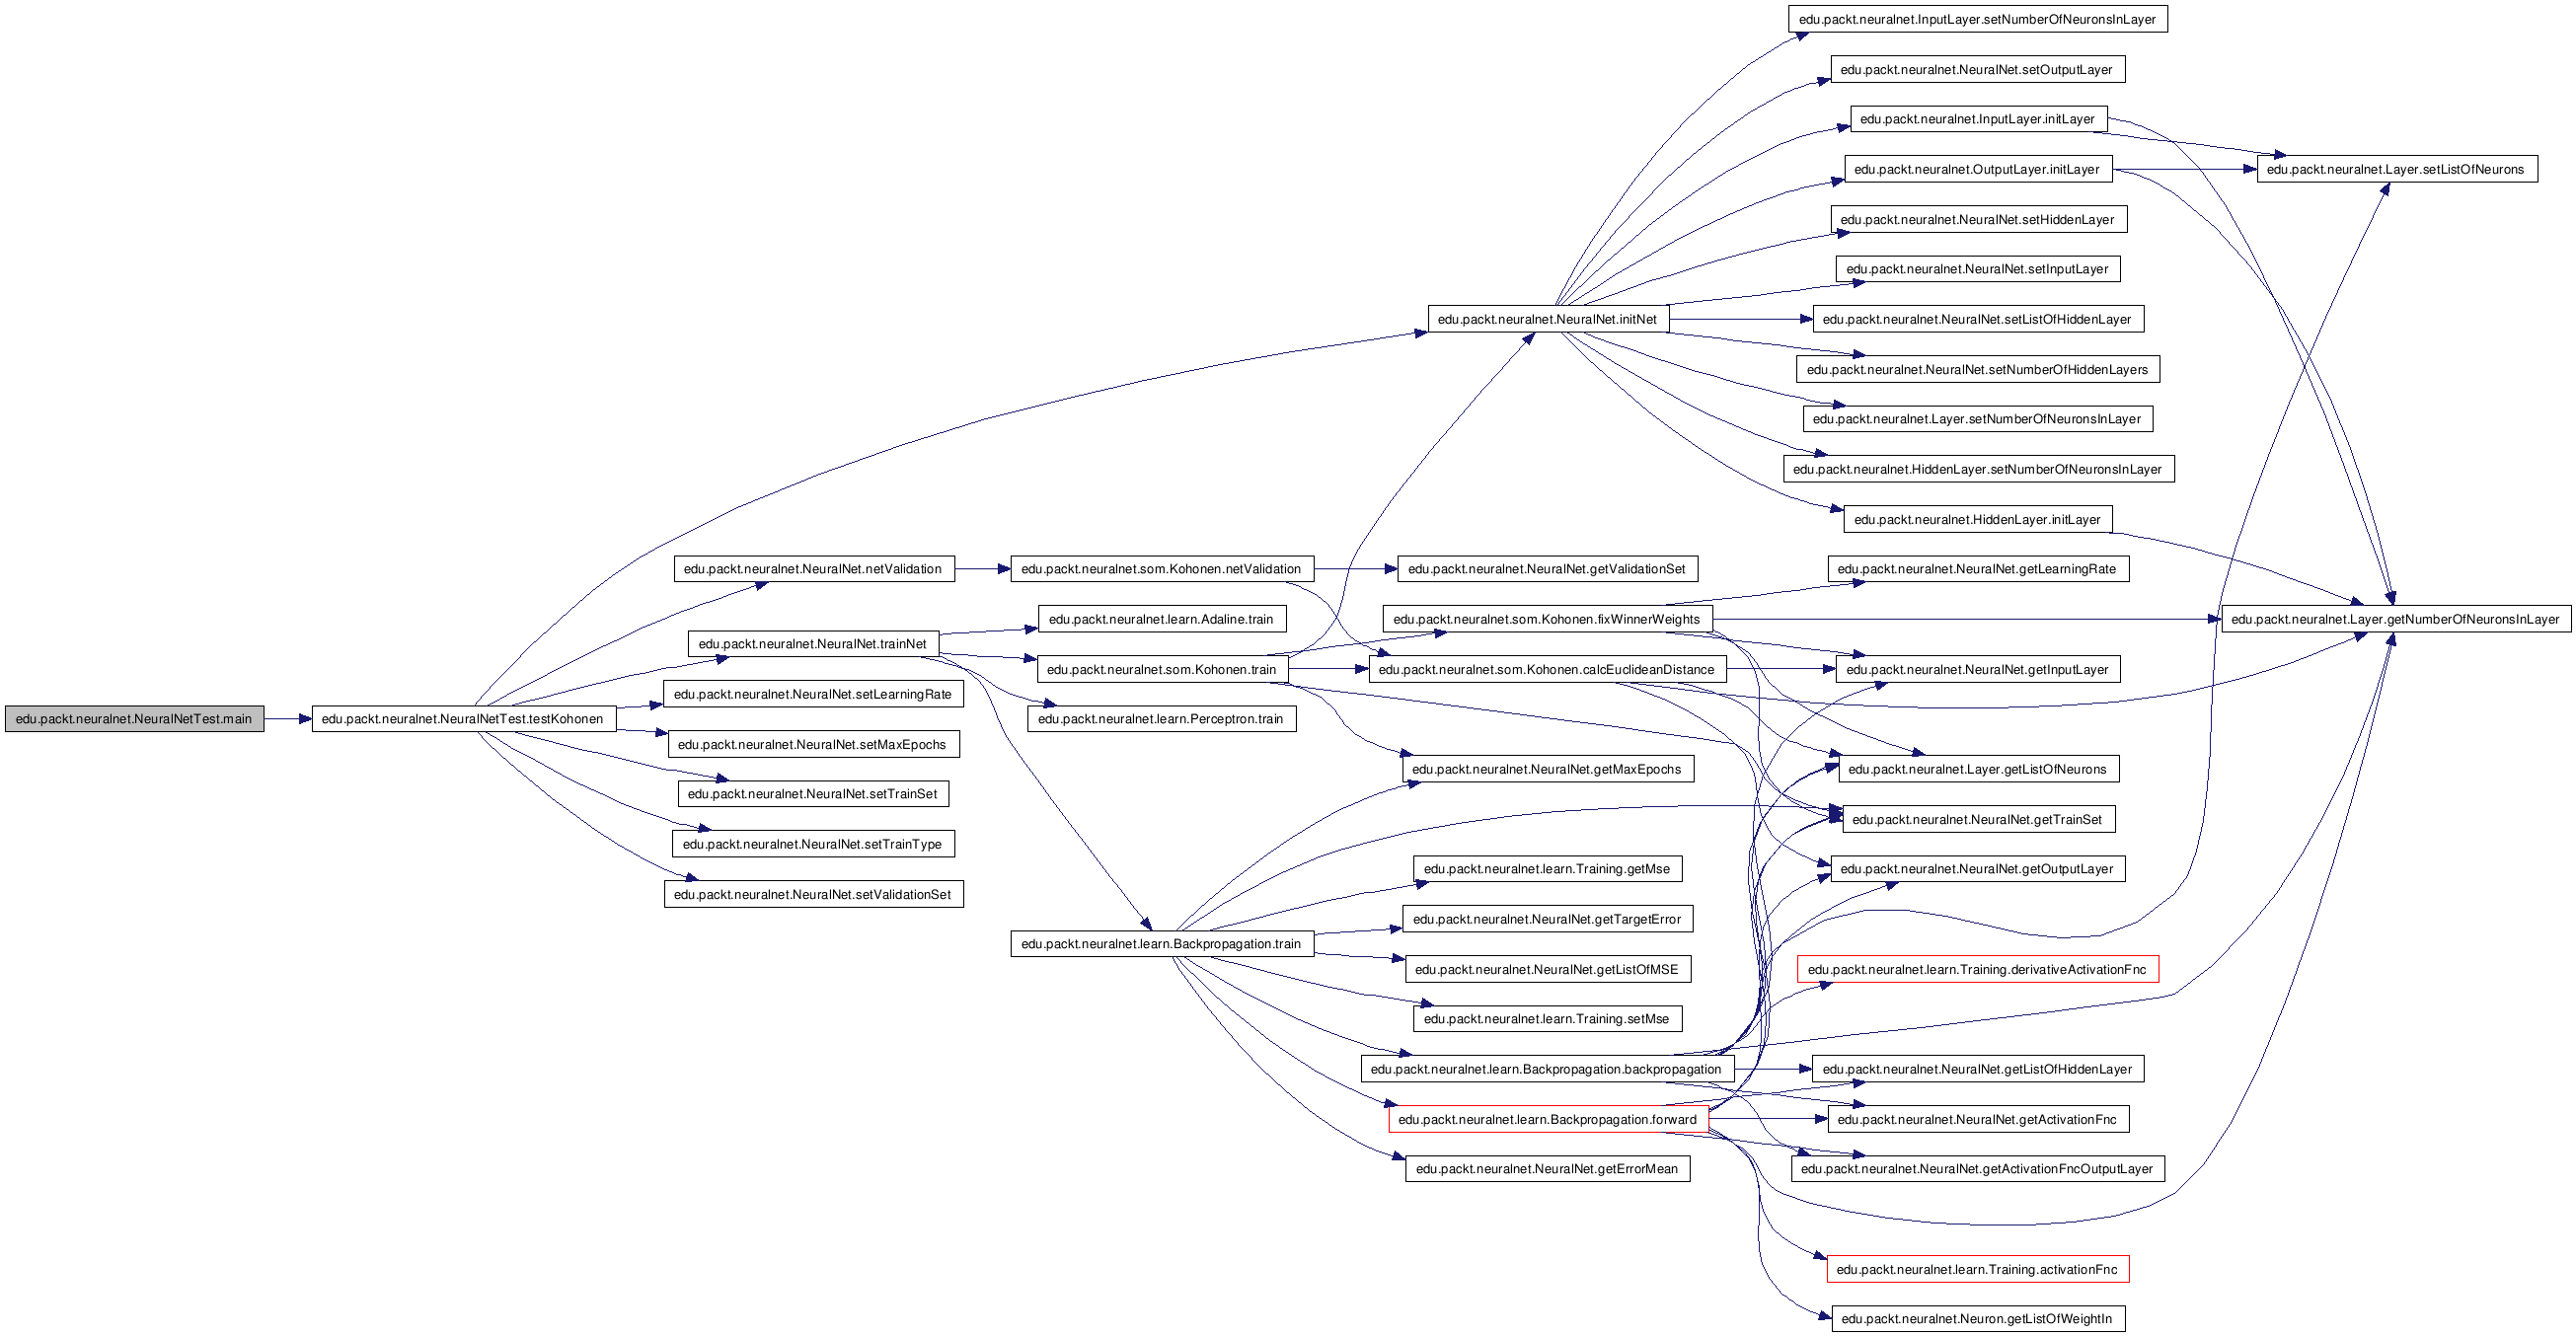 edu.packt.neuralnet.InputLayer.setNumberOfNeuronsInLayer
edu.packt.neuralnet.NeuralNet.setOutputLayer
edu.packt.neuralnet.InputLayer.initLayer
edu.packt.neuralnet.OutputLayer.initLayer
edu.packt.neuralnet.Layer.setListOfNeurons
edu.packt.neuralnet.NeuralNet.setHiddenLayer
edu.packt.neuralnet.NeuralNet.setInputLayer
edu.packt.neuralnet.NeuralNet.initNet
edu.packt.neuralnet.NeuralNet.setListOfHiddenLayer
edu.packt.neuralnet.NeuralNet.setNumberOfHiddenLayers
edu.packt.neuralnet.Layer.setNumberOfNeuronsInLayer
edu.packt.neuralnet.HiddenLayer.setNumberOfNeuronsInLayer
edu.packt.neuralnet.HiddenLayer.initLayer
edu.packt.neuralnet.NeuralNet.netValidation
edu.packt.neuralnet.som.Kohonen.netValidation
edu.packt.neuralnet.NeuralNet.getValidationSet
edu.packt.neuralnet.NeuralNet.getLearningRate
edu.packt.neuralnet.learn.Adaline.train
edu.packt.neuralnet.som.Kohonen.fixWinnerWeights
edu.packt.neuralnet.Layer.getNumberOfNeuronsInLayer
edu.packt.neuralnet.NeuralNet.trainNet
edu.packt.neuralnet.som.Kohonen.train
edu.packt.neuralnet.som.Kohonen.calcEuclideanDistance
edu.packt.neuralnet.NeuralNet.getInputLayer
edu.packt.neuralnet.NeuralNet.setLearningRate
edu.packt.neuralnet.NeuralNetTest.main
edu.packt.neuralnet.NeuralNetTest.testKohonen
edu.packt.neuralnet.learn.Perceptron.train
edu.packt.neuralnet.NeuralNet.setMaxEpochs
edu.packt.neuralnet.NeuralNet.getMaxEpochs
edu.packt.neuralnet.Layer.getListOfNeurons
edu.packt.neuralnet.NeuralNet.setTrainSet
edu.packt.neuralnet.NeuralNet.getTrainSet
edu.packt.neuralnet.NeuralNet.setTrainType
edu.packt.neuralnet.learn.Training.getMse
edu.packt.neuralnet.NeuralNet.getOutputLayer
edu.packt.neuralnet.NeuralNet.setValidationSet
edu.packt.neuralnet.NeuralNet.getTargetError
edu.packt.neuralnet.learn.Backpropagation.train
edu.packt.neuralnet.NeuralNet.getListOfMSE
edu.packt.neuralnet.learn.Training.derivativeActivationFnc
edu.packt.neuralnet.learn.Training.setMse
edu.packt.neuralnet.learn.Backpropagation.backpropagation
edu.packt.neuralnet.NeuralNet.getListOfHiddenLayer
edu.packt.neuralnet.learn.Backpropagation.forward
edu.packt.neuralnet.NeuralNet.getActivationFnc
edu.packt.neuralnet.NeuralNet.getErrorMean
edu.packt.neuralnet.NeuralNet.getActivationFncOutputLayer
edu.packt.neuralnet.learn.Training.activationFnc
edu.packt.neuralnet.Neuron.getListOfWeightIn